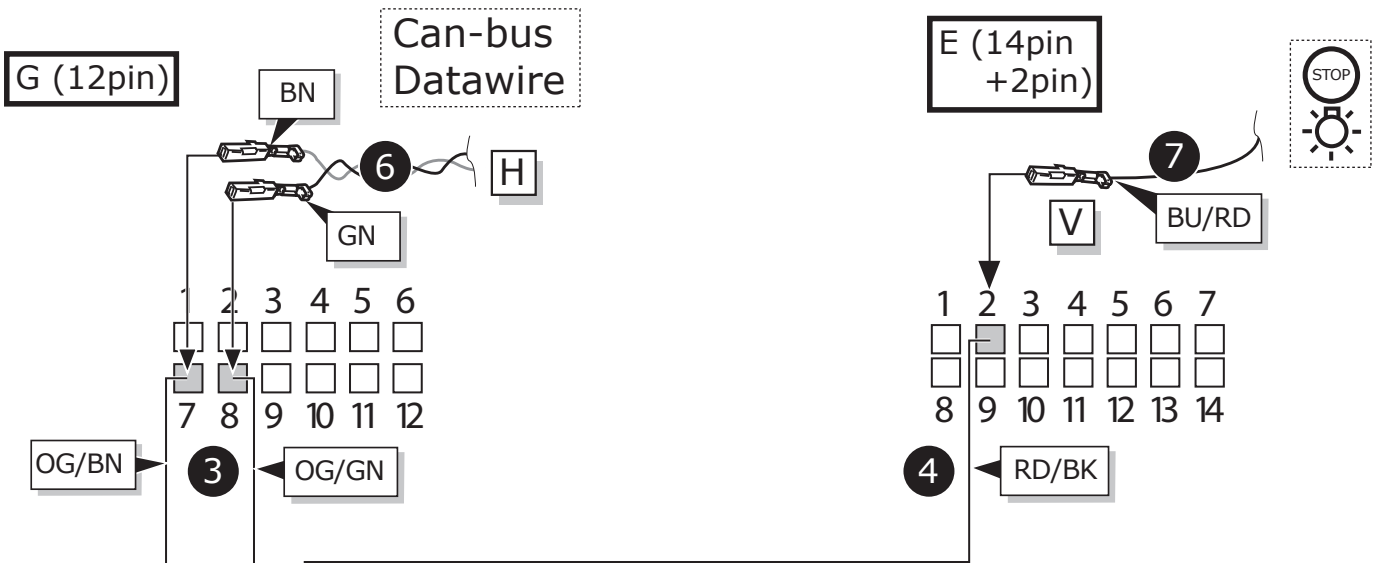 Can-bus
Datawire
G (12pin)
BN
6
H
GN
1 2 3 4 5 6
7 8 9 10 11 12
OG/BN
3
OG/GN
E (14pin
+2pin)
STOP
7
V
BU/RD
1 2 3 4 5 6 7
8 9 10 11 12 13 14
4
RD/BK